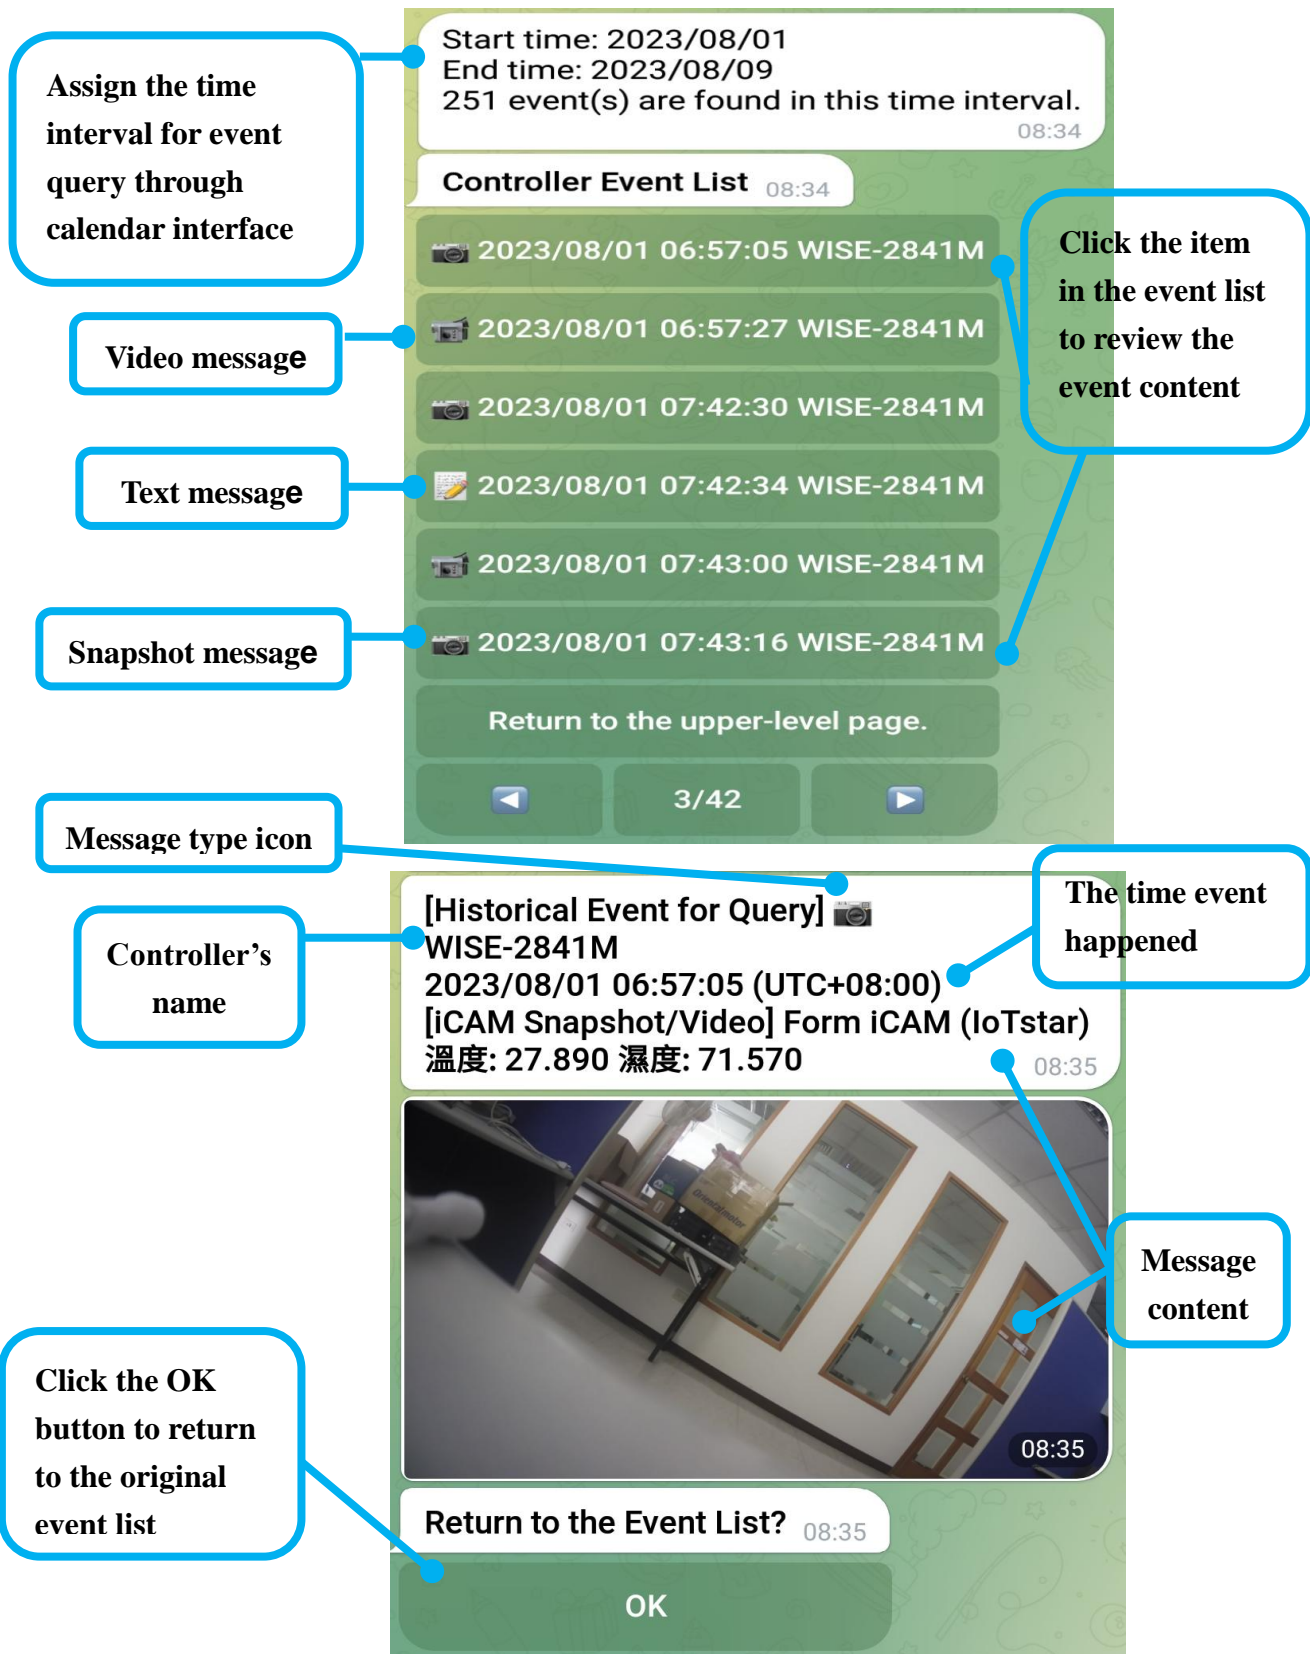 Assign the time
interval for event
query through
calendar interface
Start time: 2023/08/01
End time: 2023/08/09
251 event(s) are found in this time interval.
08:34
Controller Event List 08:34
2023/08/01 06:57:05 WISE-2841M
2023/08/01 06:57:27 WISE-2841M
2023/08/01 07:42:30 WISE-2841M
2023/08/01 07:42:34 WISE-2841M
2023/08/01 07:43:00 WISE-2841M
2023/08/01 07:43:16 WISE-2841M
Return to the upper-level page.
3/42
Click the item
in the event list
to review the
event content
Video message
Text message
Snapshot message
Message type icon
Controller’s
name
[Historical Event for Query]
WISE-2841M
2023/08/01 06:57:05 (UTC+08:00)
[iCAM Snapshot/Video] Form iCAM (IoTstar)
溫度: 27.890 濕度: 71.570
08:35
The time event
happened
Oriental motor
08:35
Message
content
Click the OK
button to return
to the original
event list
Return to the Event List? 08:35
OK